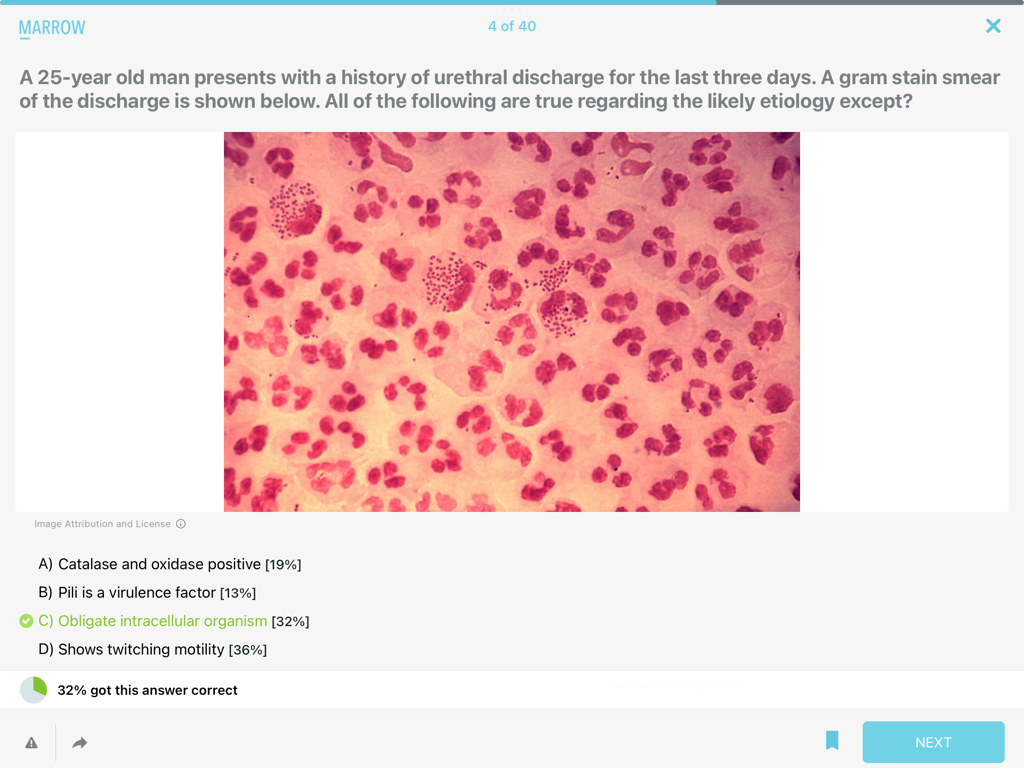 MARROW
4 of 40
A 25-year old man presents with a history of urethral discharge for the last three days. A gram stain smear
of the discharge is shown below. All of the following are true regarding the likely etiology except?
Image Attribution and License
A) Catalase and oxidase positive [19%]
B) Pili is a virulence factor [13%]
C) Obligate intracellular organism [32%]
D) Shows twitching motility [36%]
32% got this answer correct
NEXT